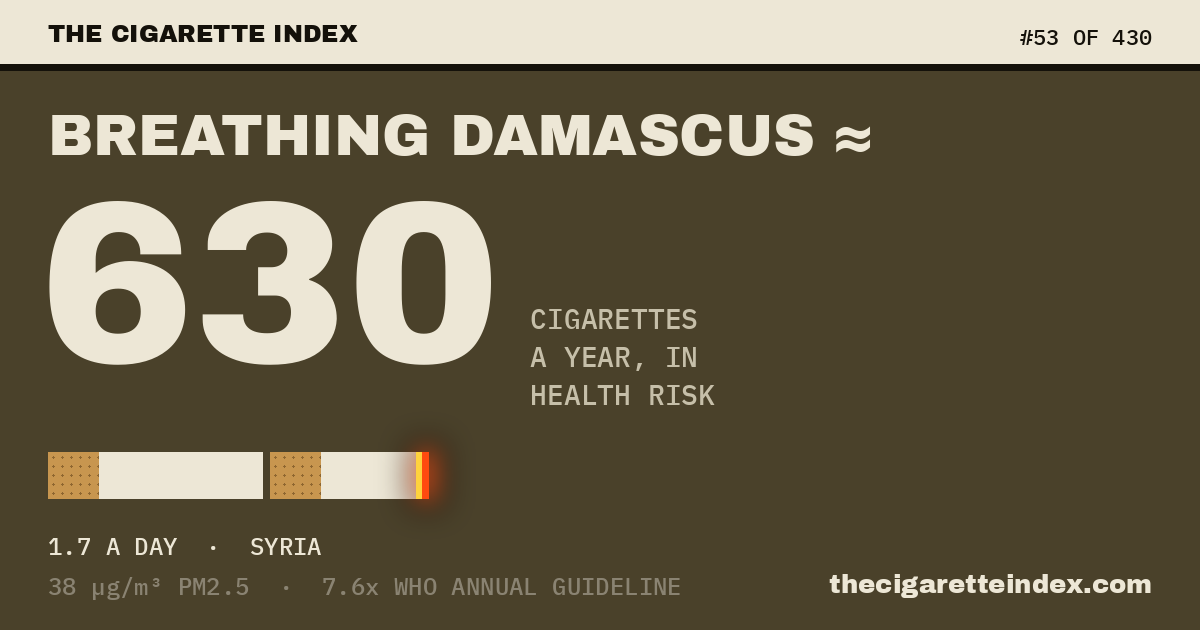 THE CIGARETTE INDEX
#53 OF 430
BREATHING DAMASCUS ≈
630
CIGARETTES
A YEAR, IN
HEALTH RISK
1.7 A DAY · SYRIA
38 µg/m³ PM2.5 · 7.6x WHO ANNUAL GUIDELINE
thecigaretteindex.com